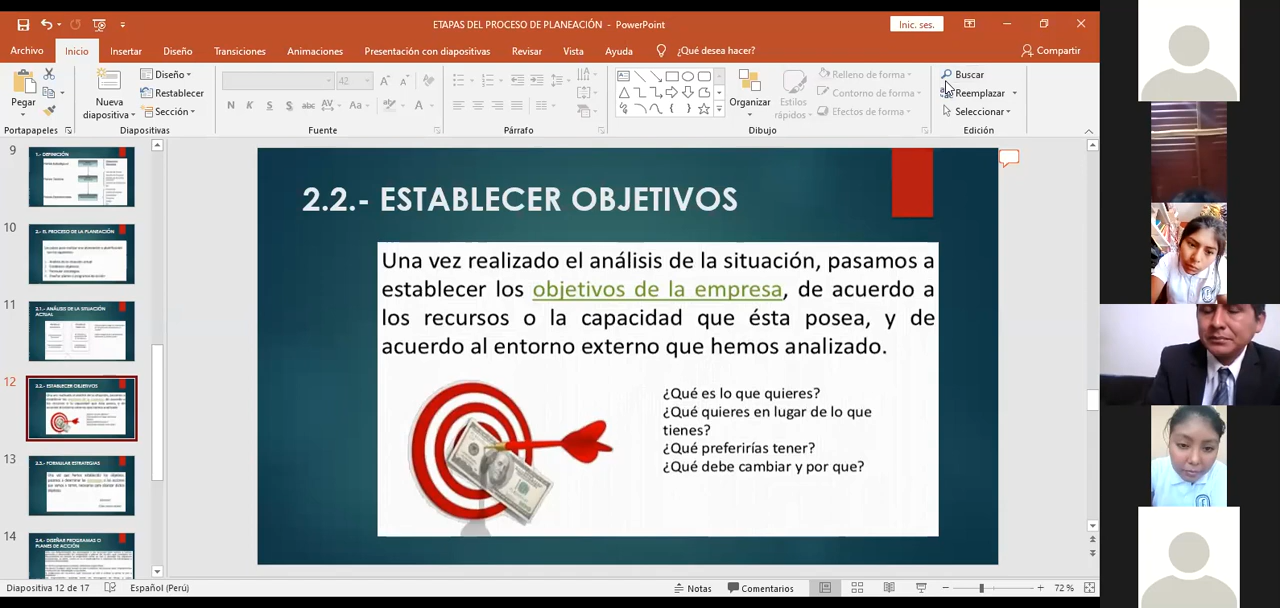 ETAPAS DEL PROCESO DE PLANEACIÓN - PowerPoint
Inic. ses.
Archivo Inicio Insertar Diseño Transiciones Animaciones Presentación con diapositivas Revisar Vista Ayuda ¿Qué desea hacer? Compartir
Pegar
Nueva diapositiva
Diseño
Restablecer
Sección
42
Organizar
Estilos rápidos
Relleno de forma
Contorno de forma
Efectos de forma
Buscar
Reemplazar
Seleccionar
Portapapeles Diapositivas Fuente Párrafo Dibujo Edición
9
1.- DEFINICIÓN
10
2.- EL PROCESO DE LA PLANEACIÓN
11
2.1.- ANÁLISIS DE LA SITUACIÓN
ACTUAL
12
2.2.- ESTABLECER OBJETIVOS
13
2.3.- FORMULAR ESTRATEGIAS
14
2.4.- DISEÑAR PROGRAMAS O
PLANES DE ACCIÓN
2.2.- ESTABLECER OBJETIVOS
Una vez realizado el análisis de la situación, pasamos a
establecer los objetivos de la empresa, de acuerdo a
los recursos o la capacidad que ésta posea, y de
acuerdo al entorno externo que hemos analizado.
¿Qué es lo que quieres?
¿Qué quieres en lugar de lo que
tienes?
¿Qué preferirías tener?
¿Qué debe cambiar y por que?
Diapositiva 12 de 17 Español (Perú) Notas Comentarios 72 %